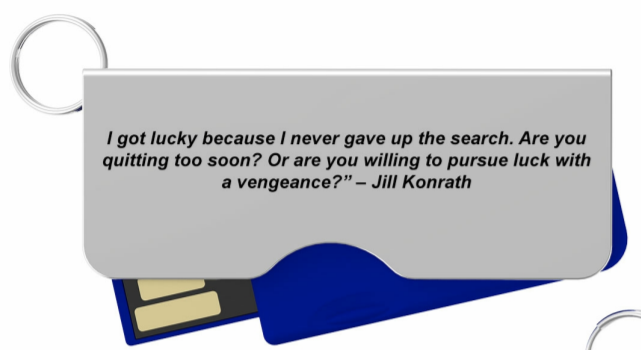 I got lucky because I never gave up the search. Are you
quitting too soon? Or are you willing to pursue luck with
a vengeance?” – Jill Konrath